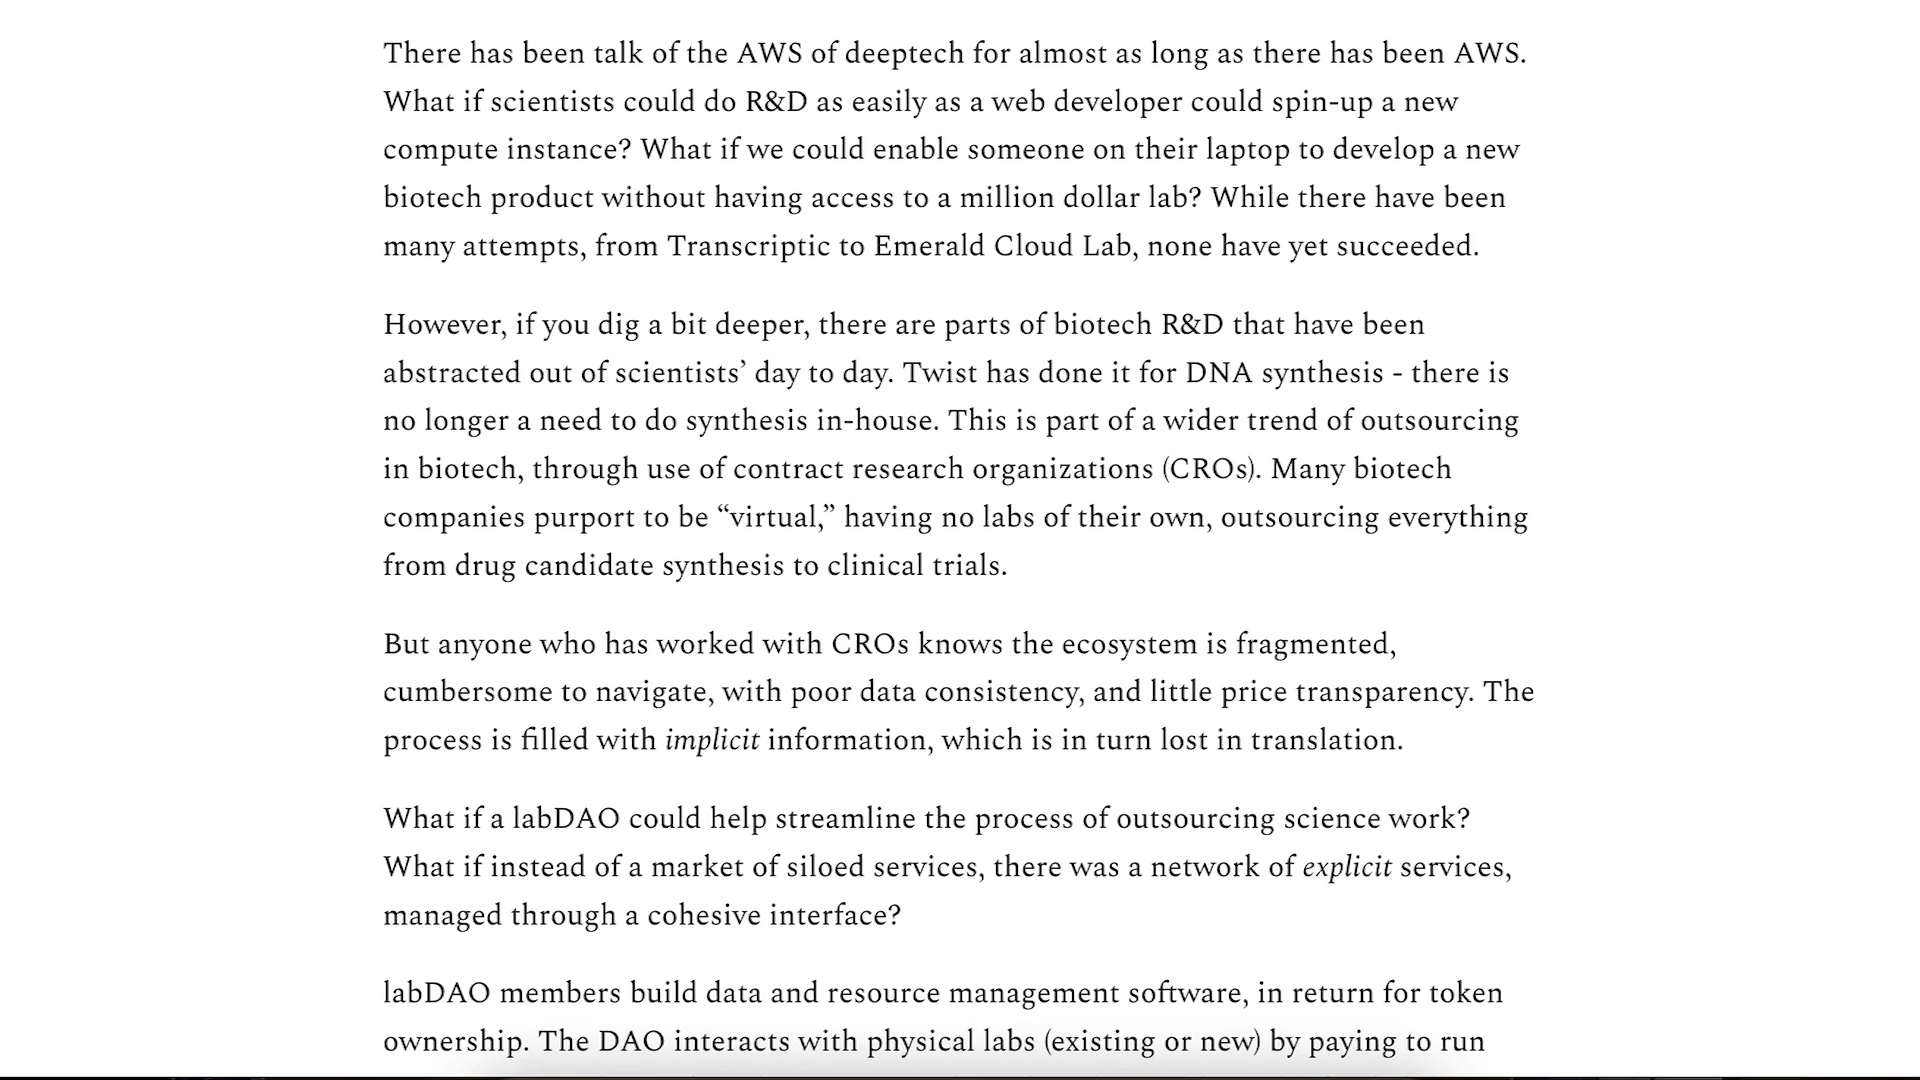 There has been talk of the AWS of deeptech for almost as long as there has been AWS.
What if scientists could do R&D as easily as a web developer could spin-up a new
compute instance? What if we could enable someone on their laptop to develop a new
biotech product without having access to a million dollar lab? While there have been
many attempts, from Transcriptic to Emerald Cloud Lab, none have yet succeeded.
However, if you dig a bit deeper, there are parts of biotech R&D that have been
abstracted out of scientists’ day to day. Twist has done it for DNA synthesis - there is
no longer a need to do synthesis in-house. This is part of a wider trend of outsourcing
in biotech, through use of contract research organizations (CROs). Many biotech
companies purport to be “virtual,” having no labs of their own, outsourcing everything
from drug candidate synthesis to clinical trials.
But anyone who has worked with CROs knows the ecosystem is fragmented,
cumbersome to navigate, with poor data consistency, and little price transparency. The
process is filled with implicit information, which is in turn lost in translation.
What if a labDAO could help streamline the process of outsourcing science work?
What if instead of a market of siloed services, there was a network of explicit services,
managed through a cohesive interface?
labDAO members build data and resource management software, in return for token
ownership. The DAO interacts with physical labs (existing or new) by paying to run